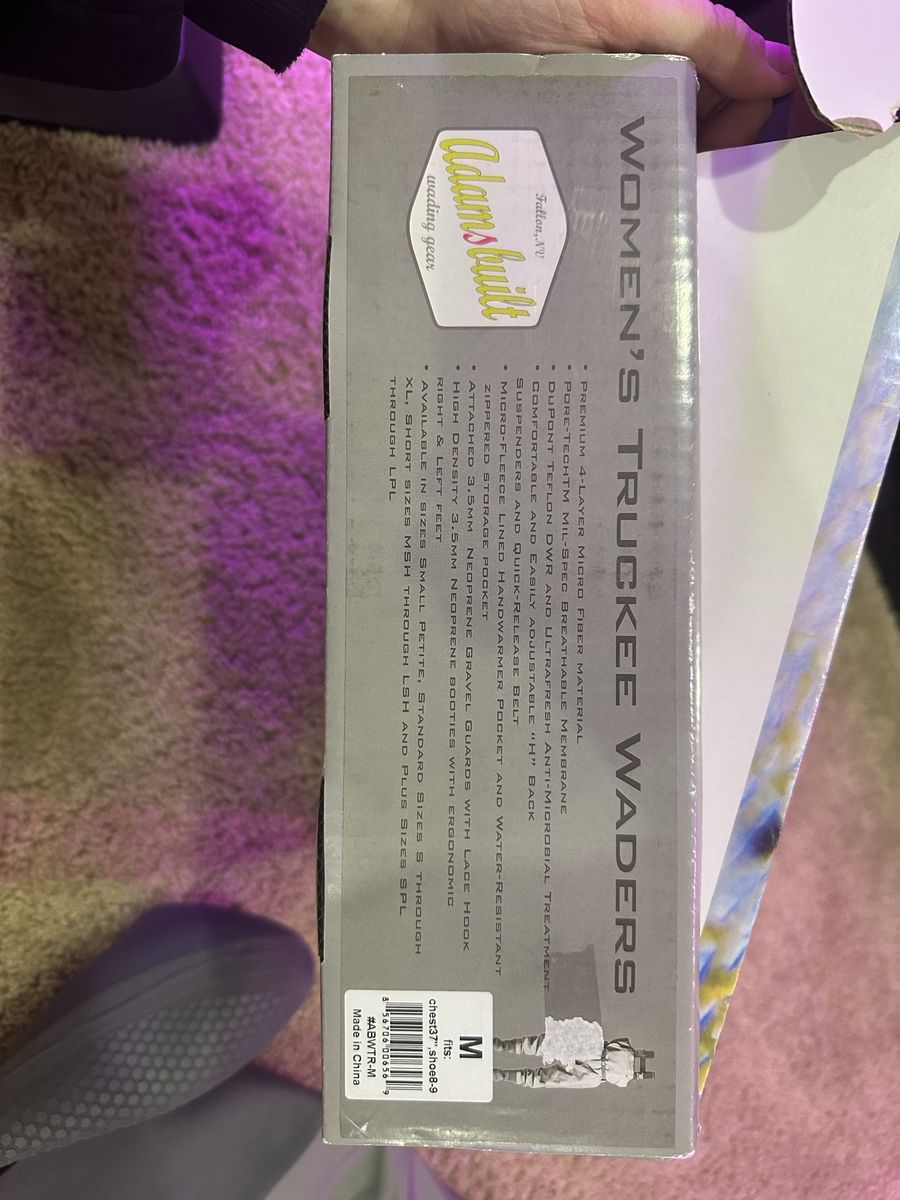 WOMEN'S TRUCKEE WADERS
Fallon, NV
Adamsbuilt
wading gear
• PREMIUM 4-LAYER MICRO FIBER MATERIAL
• PORE-TECHTM MIL-SPEC BREATHABLE MEMBRANE
• DUPONT TEFLON DWR AND ULTRAFRESH ANTI-MICROBIAL TREATMENT
• COMFORTABLE AND EASILY ADJUSTABLE "H" BACK
SUSPENDERS AND QUICK-RELEASE BELT
• MICRO-FLEECE LINED HANDWARMER POCKET AND WATER-RESISTANT
ZIPPERED STORAGE POCKET
• ATTACHED 3.5MM NEOPRENE GRAVEL GUARDS WITH LACE HOOK
• HIGH DENSITY 3.5MM NEOPRENE BOOTIES WITH ERGONOMIC
RIGHT & LEFT FEET
• AVAILABLE IN SIZES SMALL PETITE, STANDARD SIZES S THROUGH
XL, SHORT SIZES MSH THROUGH LSH AND PLUS SIZES SPL
THROUGH LPL
M
fits:
chest37",shoe8-9
8 56706 00656 9
#ABWTR-M
Made in China